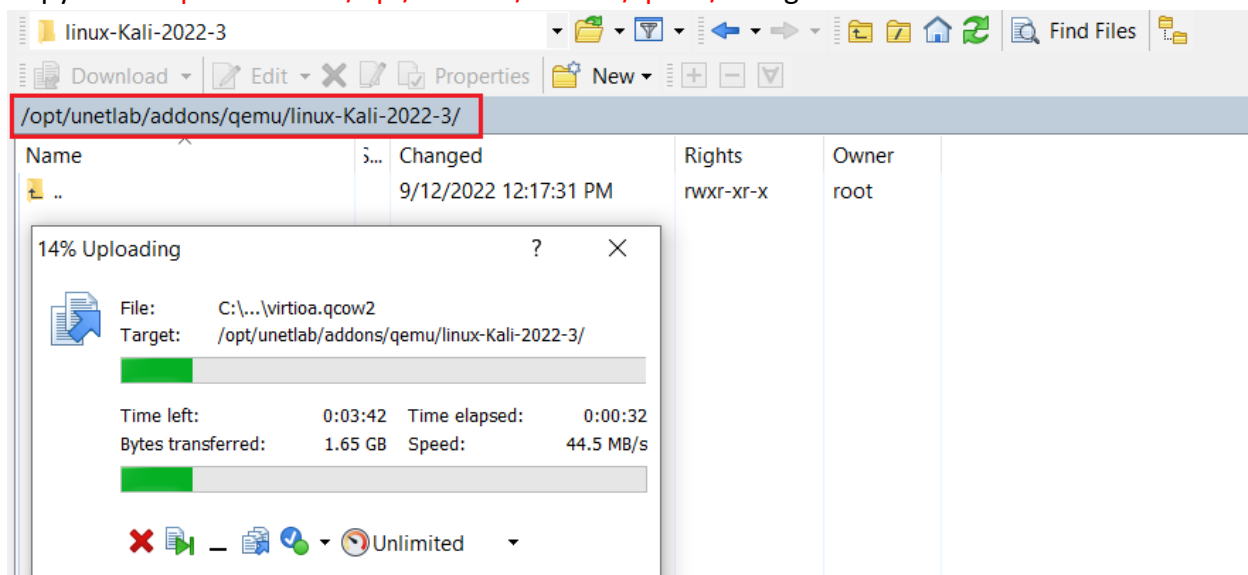 linux-Kali-2022-3 Find Files
Download Edit Properties New
/opt/unetlab/addons/qemu/linux-Kali-2022-3/
Name Changed Rights Owner
.. 9/12/2022 12:17:31 PM rwxr-xr-x root
14% Uploading ?
File: C:\...\virtioa.qcow2
Target: /opt/unetlab/addons/qemu/linux-Kali-2022-3/
Time left: 0:03:42 Time elapsed: 0:00:32
Bytes transferred: 1.65 GB Speed: 44.5 MB/s
Unlimited